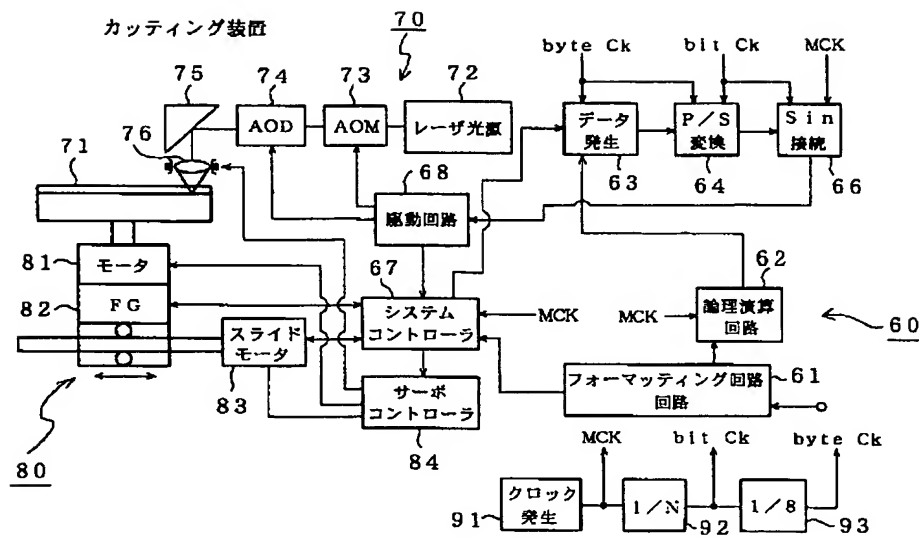 カッティング装置
70
byte Ck
bit Ck
MCK
75
74
73
72
AOD
AOM
レーザ光源
データ
発生
P/S
変換
Sin
接続
76
71
68
63
64
66
駆動回路
81
モータ
67
62
82
FG
システム
コントローラ
MCK
MCK
論理演算
回路
60
スライド
モータ
フォーマッティング回路
回路
61
83
サーボ
コントローラ
84
80
MCK
bit Ck
byte Ck
クロック
発生
1/N
1/8
91
92
93